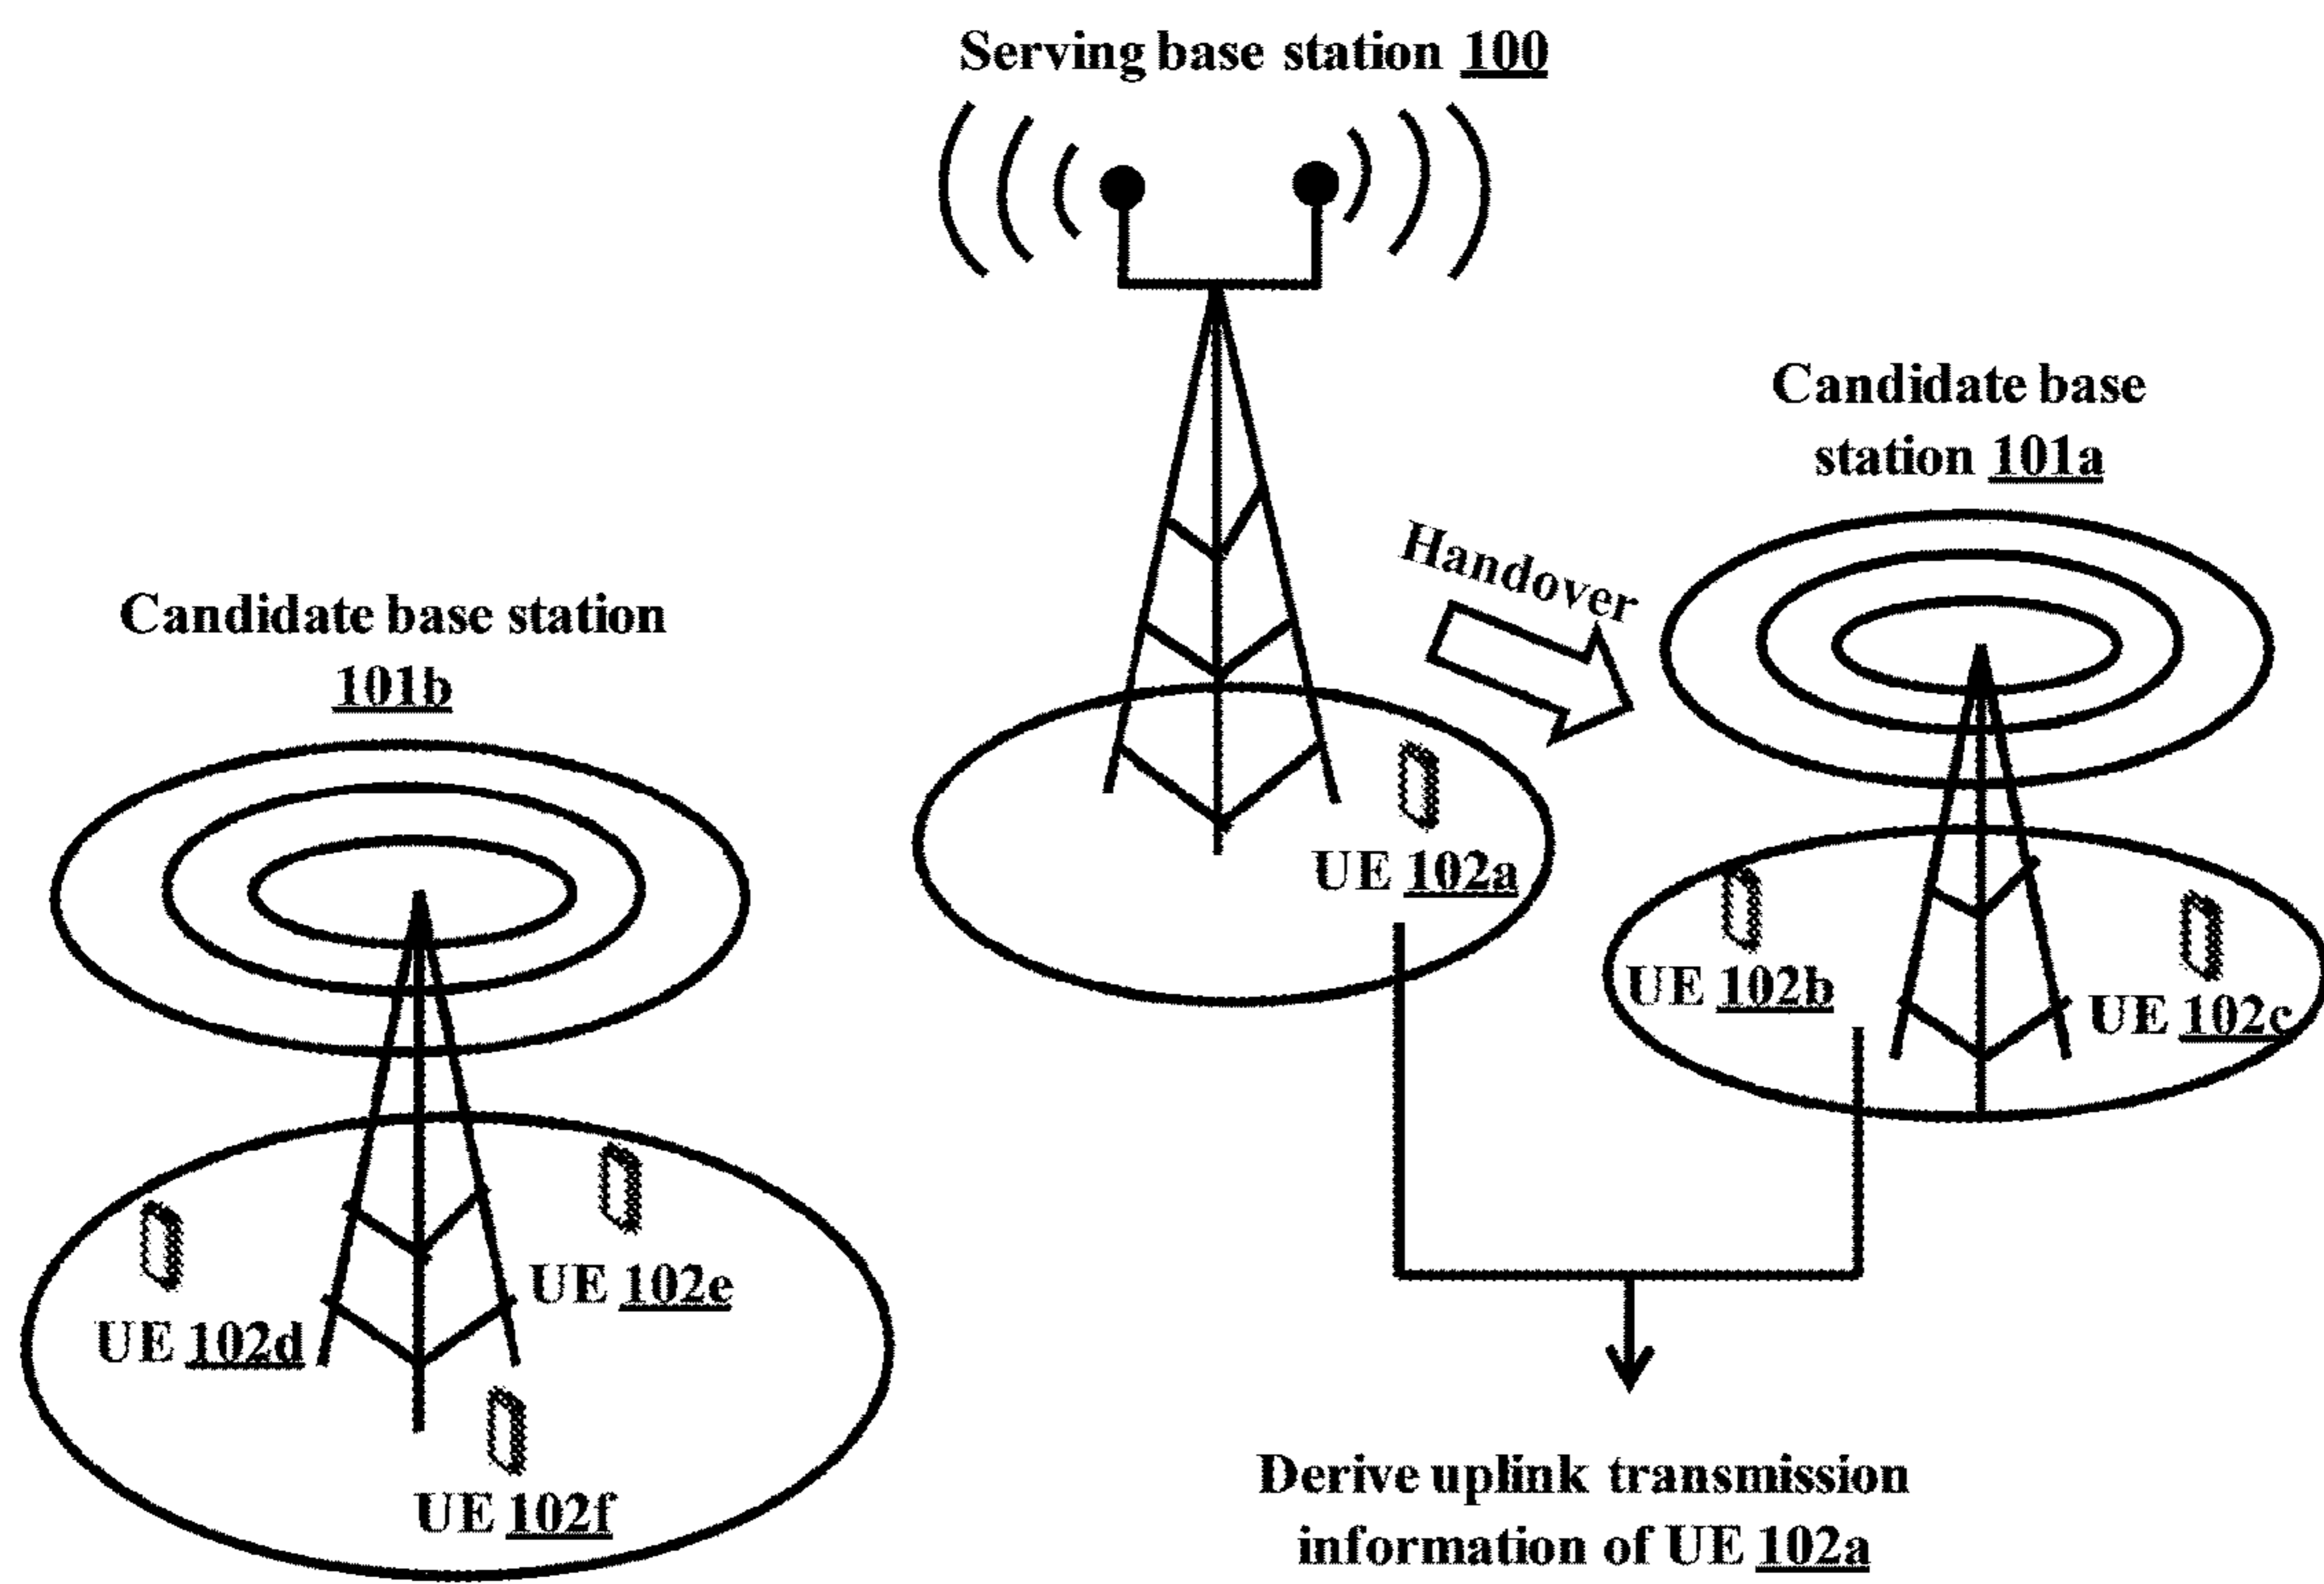 Serving base station 100
Candidate base
station 101a
Handover
Candidate base station
101b
UE 102a
UE 102b
UE 102c
UE 102e
UE 102d
UE 102f
Derive uplink transmission
information of UE 102a